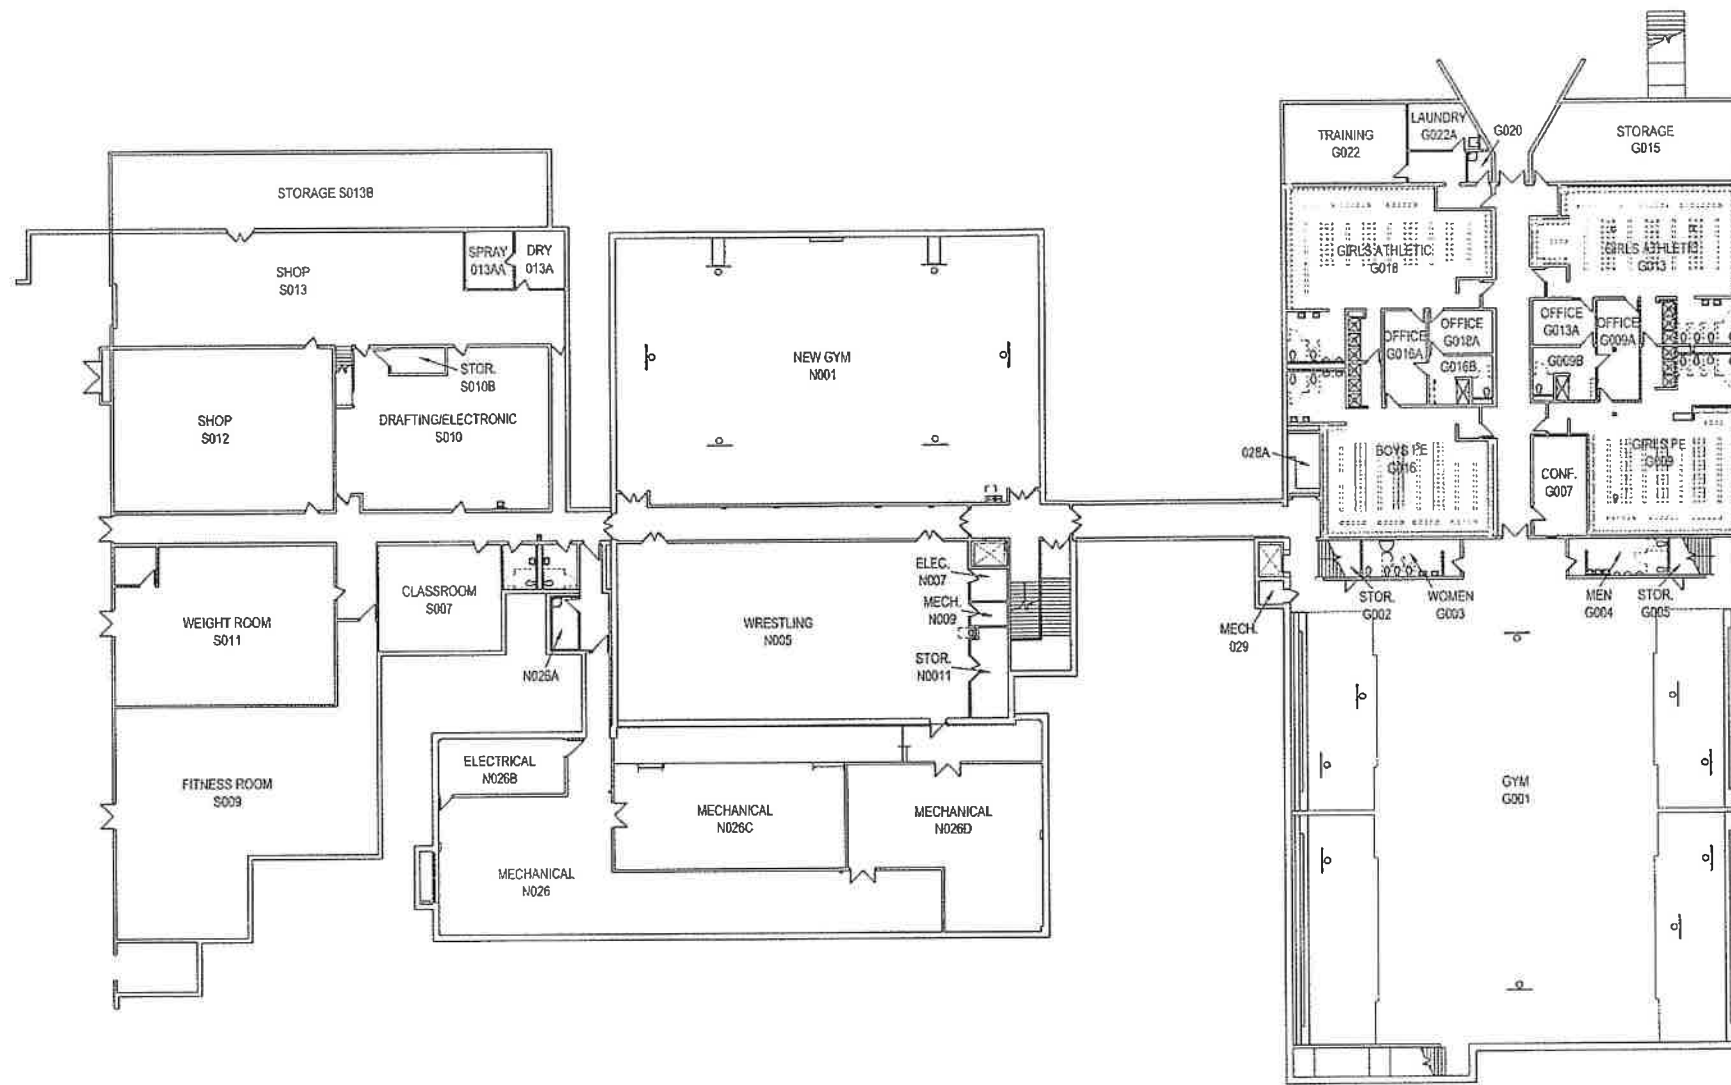 STORAGE S013B
SHOP
S013
SPRAY
013AA
DRY
013A
STOR.
S010B
SHOP
S012
DRAFTING/ELECTRONIC
S010
WEIGHT ROOM
S011
CLASSROOM
S007
N026A
FITNESS ROOM
S009
NEW GYM
N001
WRESTLING
N005
ELEC.
N007
MECH.
N009
STOR.
N0011
ELECTRICAL
N026B
MECHANICAL
N026C
MECHANICAL
N026D
MECHANICAL
N026
TRAINING
G022
LAUNDRY
G022A
G020
STORAGE
G015
GIRLS ATHLETIC
G018
GIRLS ATHLETIC
G013
OFFICE
G016A
OFFICE
G018A
G016B
OFFICE
G013A
OFFICE
G009A
G009B
028A
BOYS PE
G016
CONF.
G007
GIRLS PE
G009
MECH.
029
STOR.
G002
WOMEN
G003
MEN
G004
STOR.
G005
GYM
G001